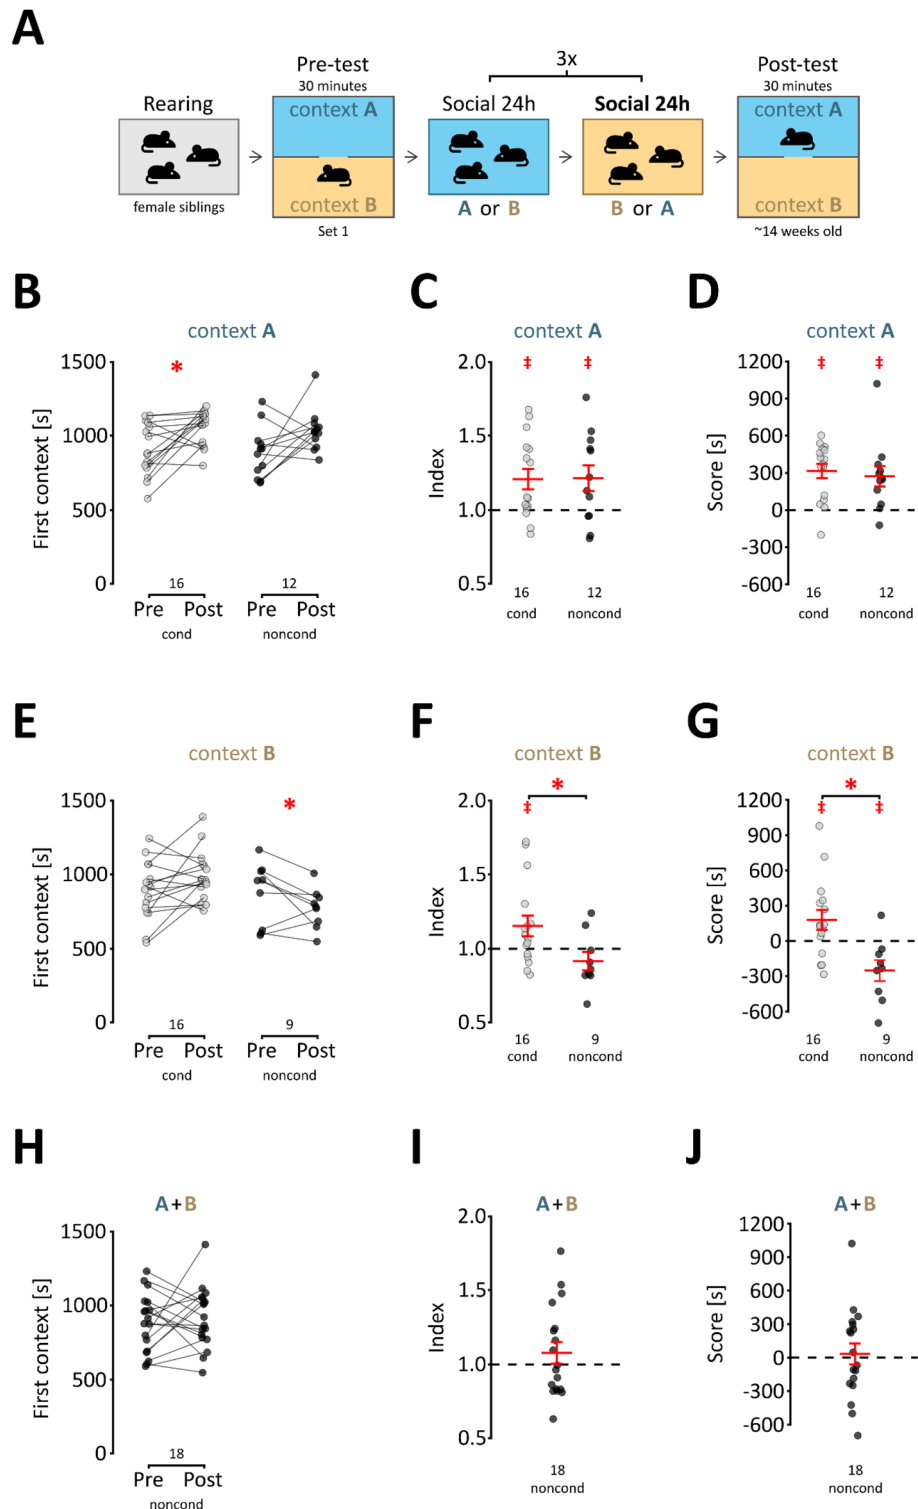 A
Pre-test
30 minutes
3x
Post-test
30 minutes
Rearing
context A
Social 24h
Social 24h
context A
female siblings
context B
A or B
B or A
context B
Set 1
~14 weeks old
B
C
D
context A
context A
context A
1500
1000
500
0
First context [s]
*
16
12
Pre Post
Pre Post
cond
noncond
2.0
1.5
1.0
0.5
Index
‡ ‡
16
12
cond
noncond
1200
900
600
300
0
-300
-600
Score [s]
‡ ‡
16
12
cond
noncond
E
F
G
context B
context B
context B
1500
1000
500
0
First context [s]
*
16
9
Pre Post
Pre Post
cond
noncond
2.0
1.5
1.0
0.5
Index
*
‡
16
9
cond
noncond
1200
900
600
300
0
-300
-600
Score [s]
*
‡ ‡
16
9
cond
noncond
H
I
J
A+B
A+B
A+B
1500
1000
500
0
First context [s]
18
Pre Post
noncond
2.0
1.5
1.0
0.5
Index
18
noncond
1200
900
600
300
0
-300
-600
Score [s]
18
noncond